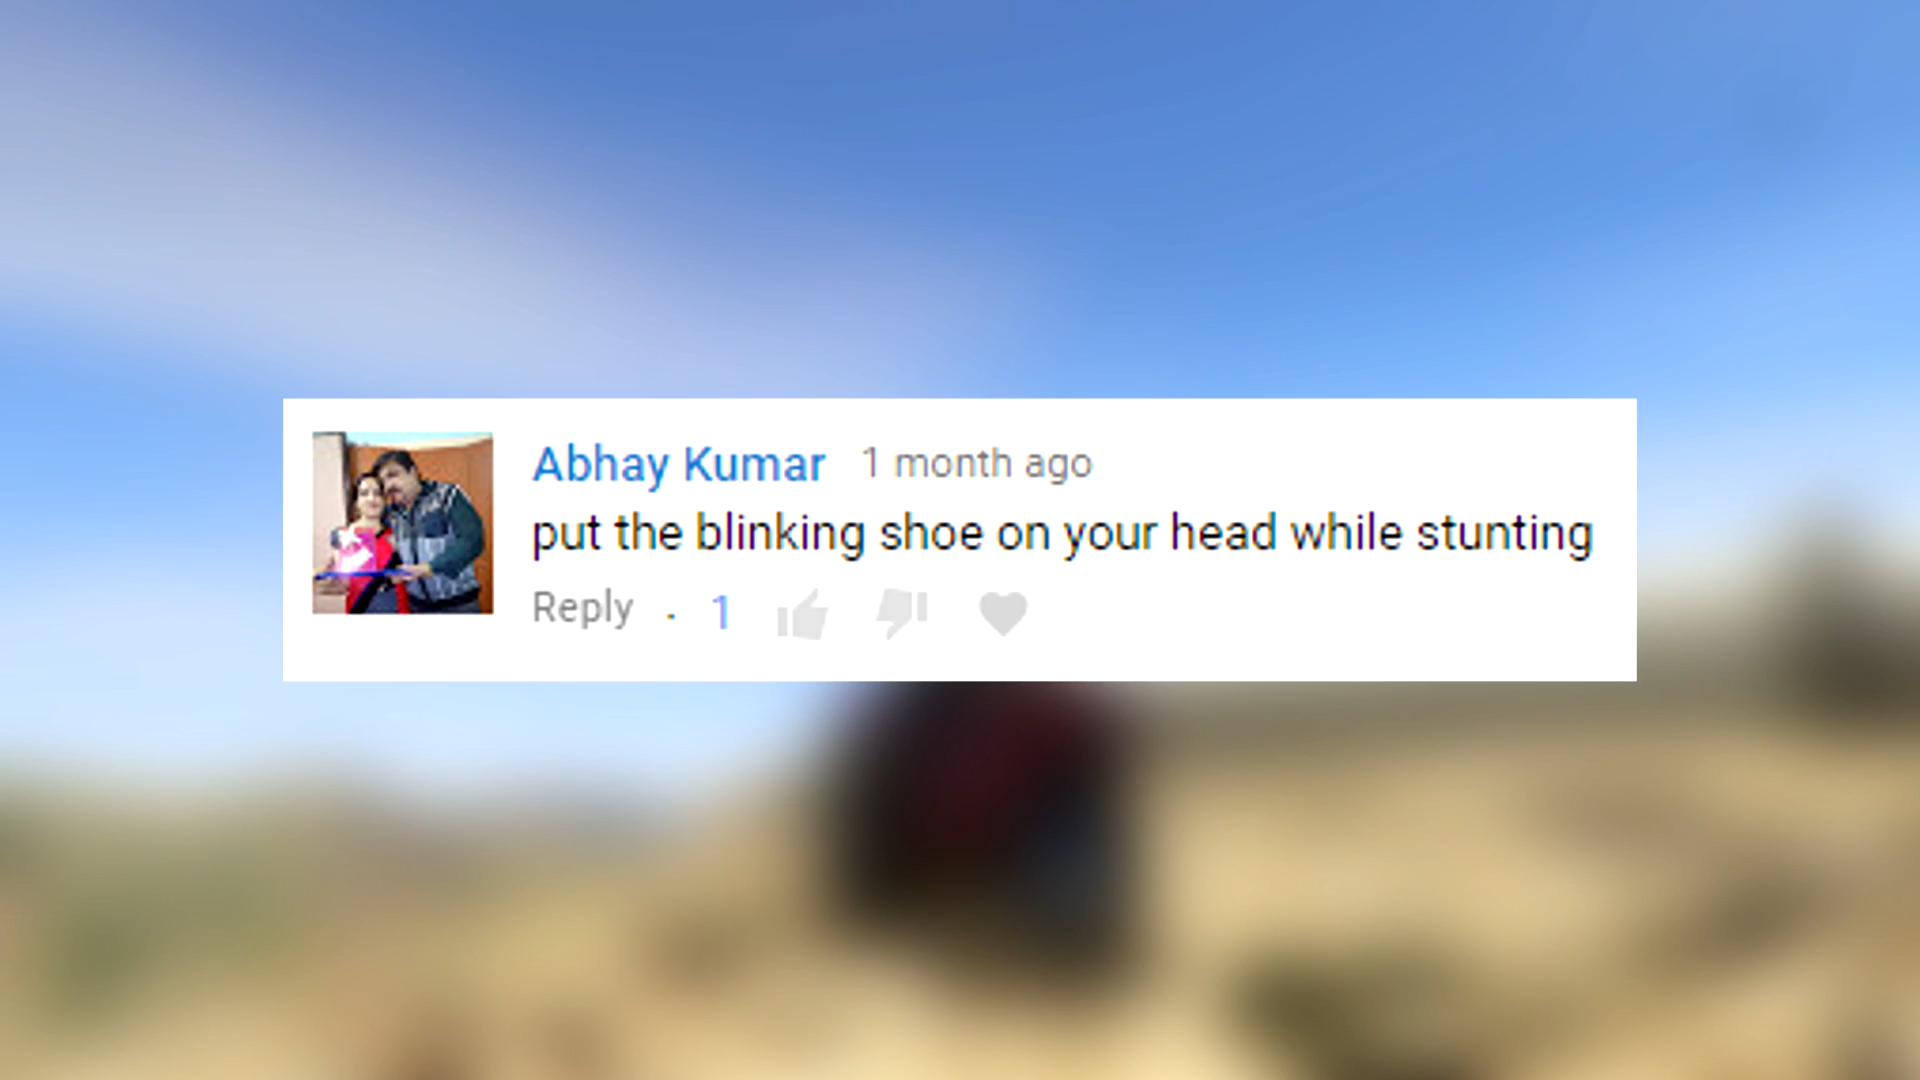 Abhay Kumar 1 month ago
put the blinking shoe on your head while stunting
Reply · 1